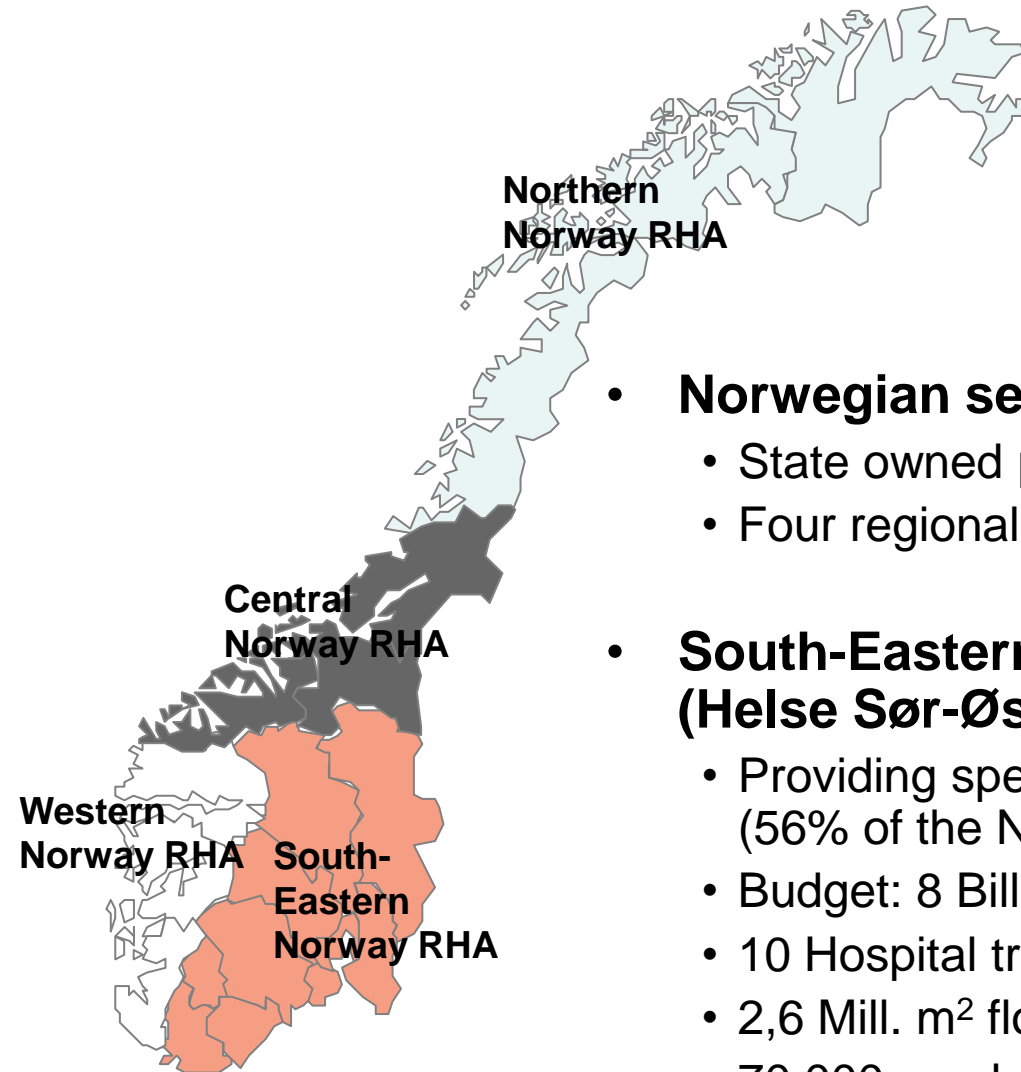 Northern
Norway RHA
• Norwegian se
• State owned
• Four regional
Central
Norway RHA
• South-Eastern
(Helse Sør-Øs
• Providing spe
(56% of the N
Western
Norway RHA
South-
Eastern
Norway RHA
• Budget: 8 Bill
• 10 Hospital tr
• 2,6 Mill. m² flo